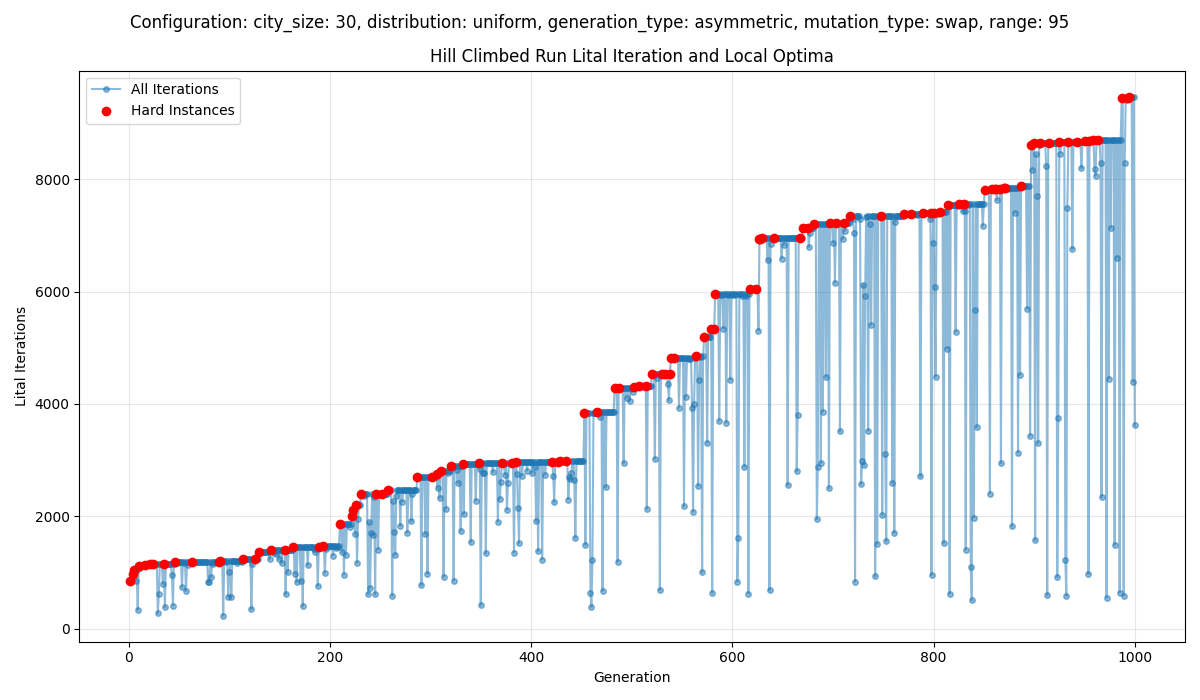 Configuration: city_size: 30, distribution: uniform, generation_type: asymmetric, mutation_type: swap, range: 95
Hill Climbed Run Lital Iteration and Local Optima
All Iterations
Hard Instances
Lital Iterations
8000
6000
4000
2000
0
0 200 400 600 800 1000
Generation